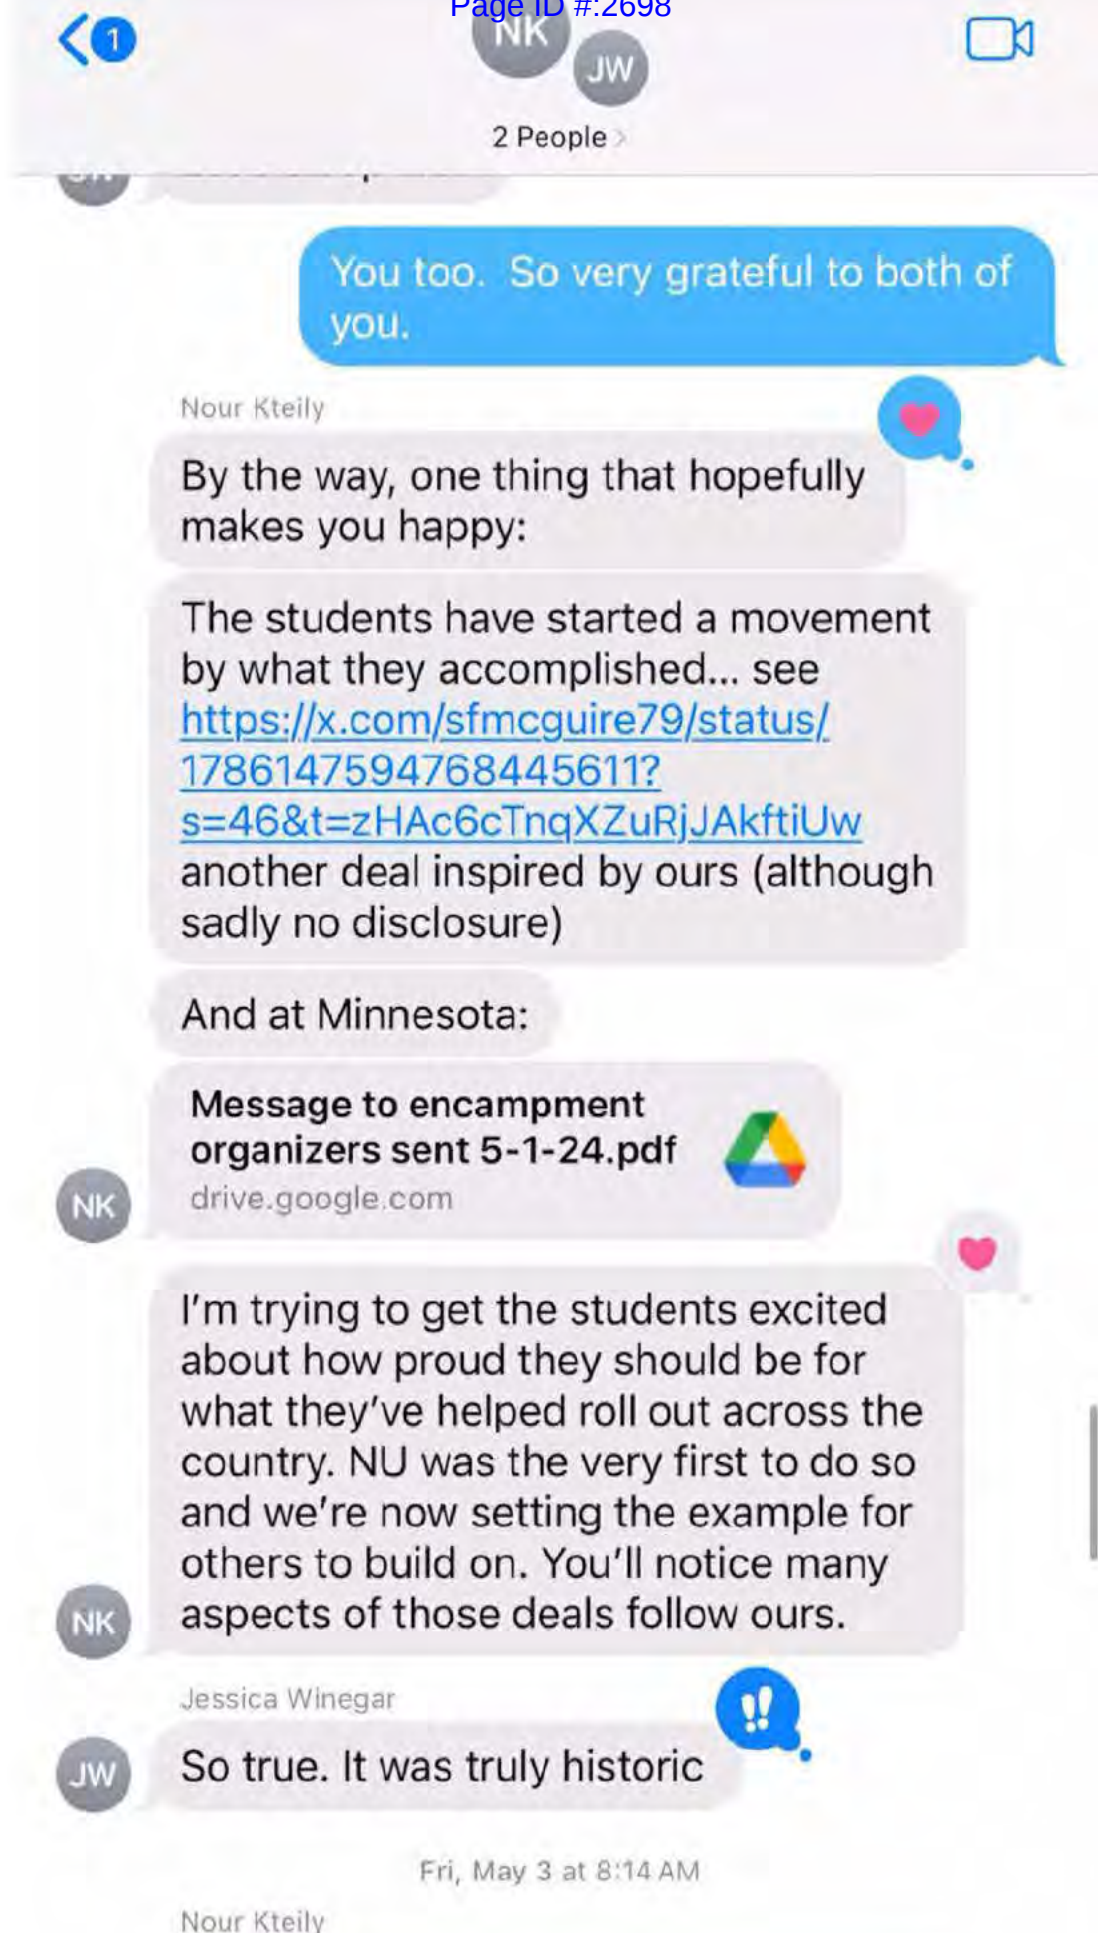 Page ID #:2698
1
NK
JW
2 People >
You too.  So very grateful to both of
you.
Nour Kteily
By the way, one thing that hopefully
makes you happy:
The students have started a movement
by what they accomplished... see
https://x.com/sfmcguire79/status/
1786147594768445611?
s=46&t=zHAc6cTnqXZuRjJAkftiUw
another deal inspired by ours (although
sadly no disclosure)
And at Minnesota:
Message to encampment
organizers sent 5-1-24.pdf
drive.google.com
NK
I'm trying to get the students excited
about how proud they should be for
what they've helped roll out across the
country. NU was the very first to do so
and we're now setting the example for
others to build on. You'll notice many
aspects of those deals follow ours.
NK
Jessica Winegar
!!
So true. It was truly historic
JW
Fri, May 3 at 8:14 AM
Nour Kteily